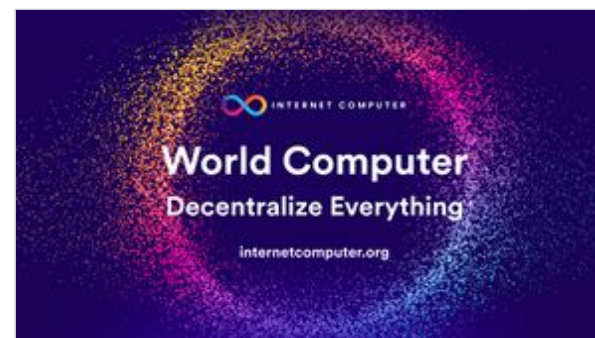 INTERNET COMPUTER
World Computer
Decentralize Everything
internetcomputer.org